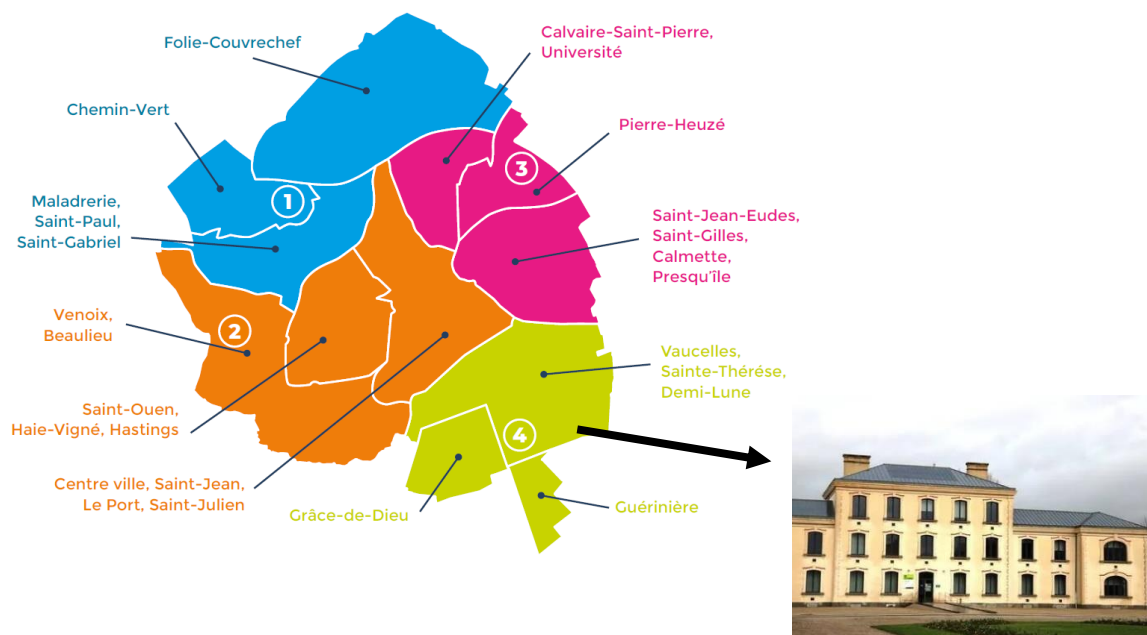 Folie-Couvrechef
Calvaire-Saint-Pierre,
Université
Chemin-Vert
Pierre-Heuzé
3
1
Maladrerie,
Saint-Paul,
Saint-Gabriel
Saint-Jean-Eudes,
Saint-Gilles,
Calmette,
Presqu'île
Venoix,
Beaulieu
2
Vaucelles,
Sainte-Thérése,
Demi-Lune
Saint-Ouen,
Haie-Vigné, Hastings
4
Centre ville, Saint-Jean,
Le Port, Saint-Julien
Grâce-de-Dieu
Guérinière